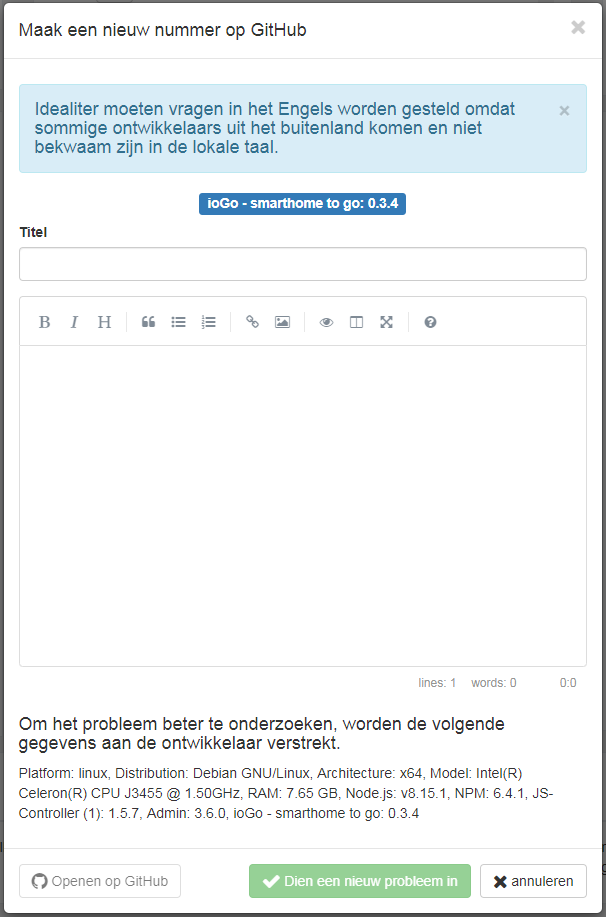 Maak een nieuw nummer op GitHub
Idealiter moeten vragen in het Engels worden gesteld omdat
sommige ontwikkelaars uit het buitenland komen en niet
bekwaam zijn in de lokale taal.
ioGo - smarthome to go: 0.3.4
Titel
B I H
lines: 1 words: 0 0:0
Om het probleem beter te onderzoeken, worden de volgende
gegevens aan de ontwikkelaar verstrekt.
Platform: linux, Distribution: Debian GNU/Linux, Architecture: x64, Model: Intel(R)
Celeron(R) CPU J3455 @ 1.50GHz, RAM: 7.65 GB, Node.js: v8.15.1, NPM: 6.4.1, JS-
Controller (1): 1.5.7, Admin: 3.6.0, ioGo - smarthome to go: 0.3.4
Openen op GitHub Dien een nieuw probleem in annuleren